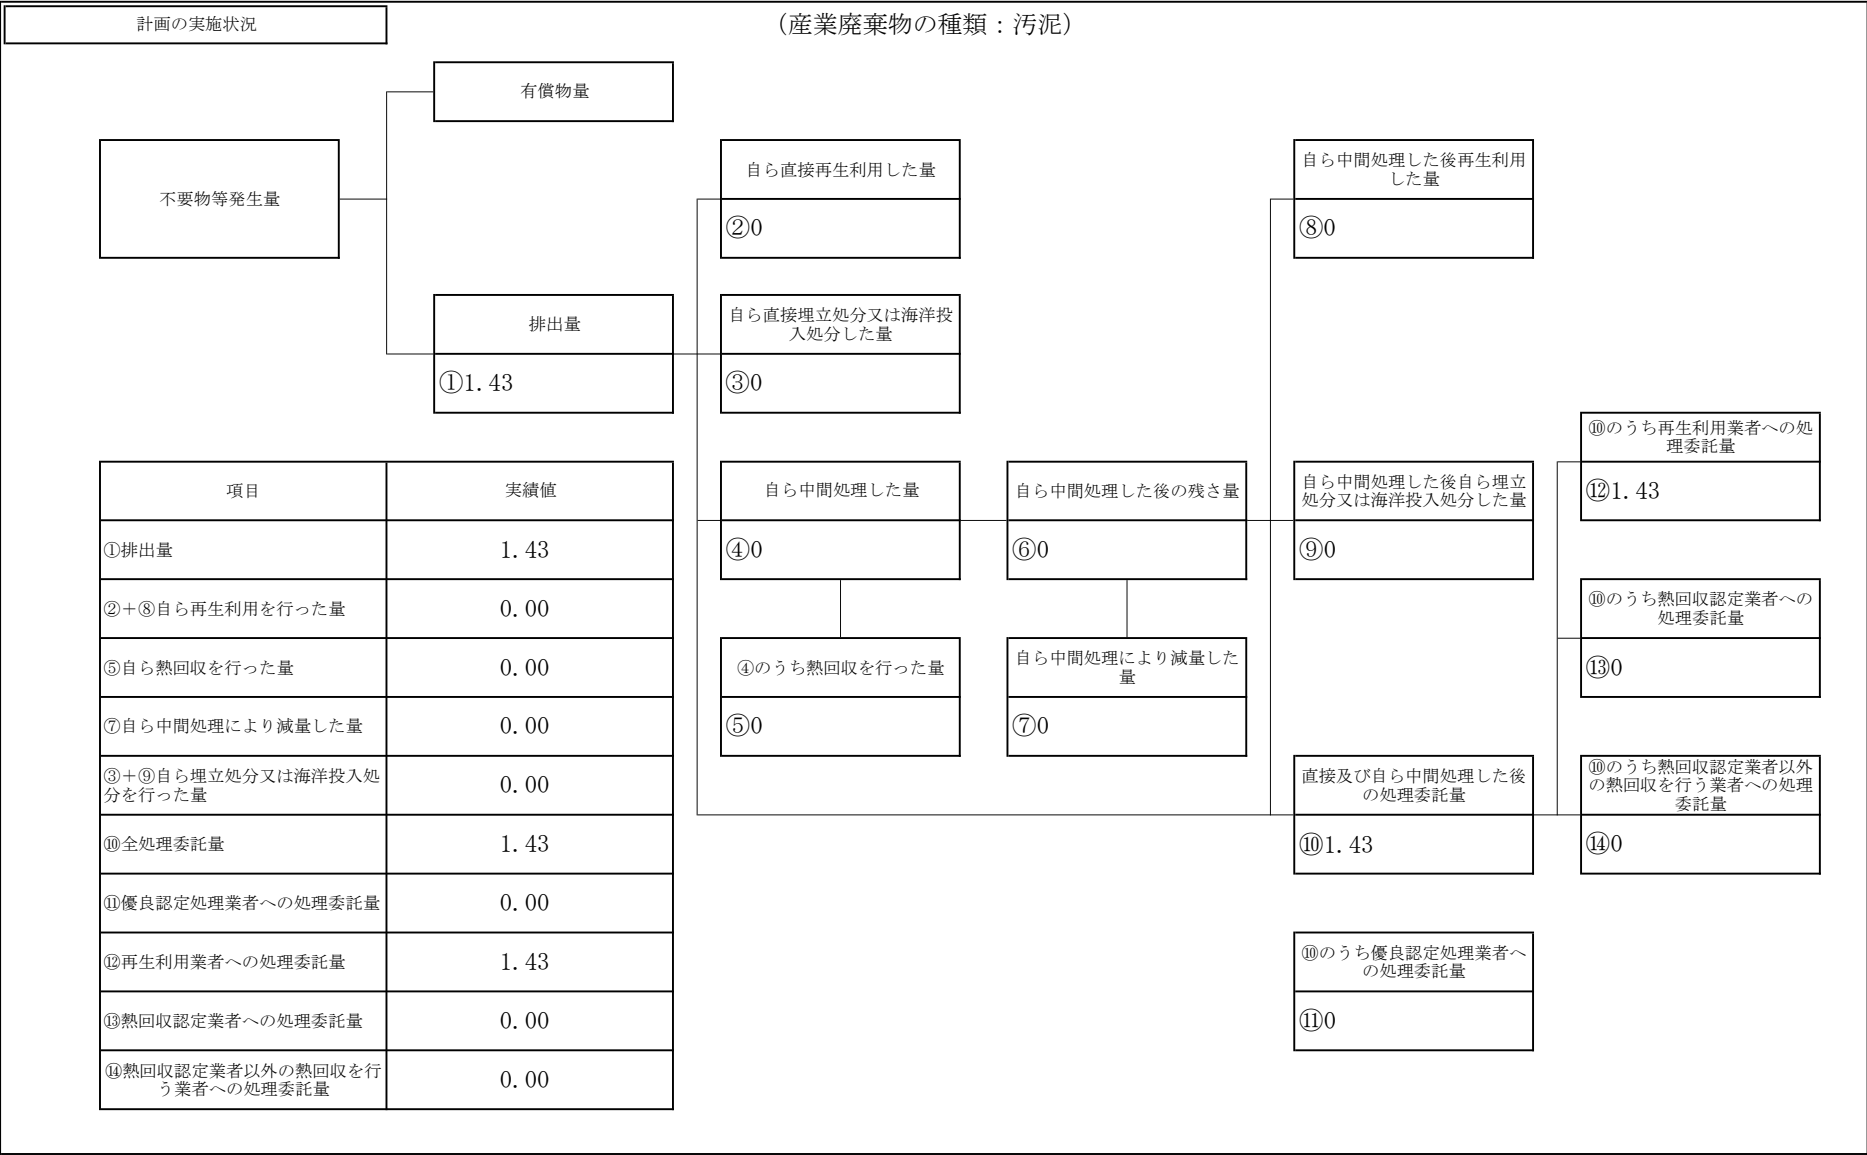 計画の実施状況
（産業廃棄物の種類：汚泥）
有償物量
不要物等発生量
排出量
①1.43
自ら直接再生利用した量
②0
自ら直接埋立処分又は海洋投
入処分した量
③0
自ら中間処理した量
④0
④のうち熱回収を行った量
⑤0
自ら中間処理した後の残さ量
⑥0
自ら中間処理により減量した
量
⑦0
自ら中間処理した後再生利用
した量
⑧0
自ら中間処理した後自ら埋立
処分又は海洋投入処分した量
⑨0
直接及び自ら中間処理した後
の処理委託量
⑩1.43
⑩のうち優良認定処理業者へ
の処理委託量
⑪0
⑩のうち再生利用業者への処
理委託量
⑫1.43
⑩のうち熱回収認定業者への
処理委託量
⑬0
⑩のうち熱回収認定業者以外
の熱回収を行う業者への処理
委託量
⑭0
項目 実績値
①排出量 1.43
②＋⑧自ら再生利用を行った量 0.00
⑤自ら熱回収を行った量 0.00
⑦自ら中間処理により減量した量 0.00
③＋⑨自ら埋立処分又は海洋投入処
分を行った量 0.00
⑩全処理委託量 1.43
⑪優良認定処理業者への処理委託量 0.00
⑫再生利用業者への処理委託量 1.43
⑬熱回収認定業者への処理委託量 0.00
⑭熱回収認定業者以外の熱回収を行
う業者への処理委託量 0.00